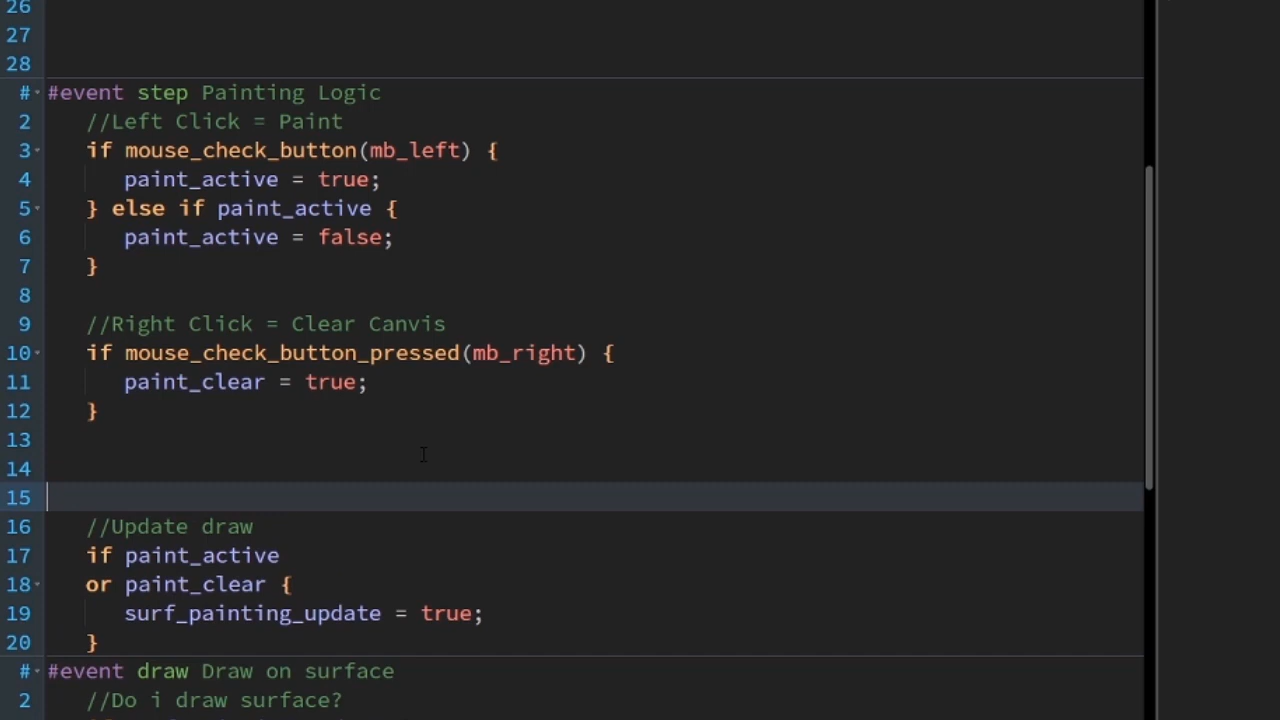 26
27
28
# #event step Painting Logic
2 //Left Click = Paint
3 if mouse_check_button(mb_left) {
4 paint_active = true;
5 } else if paint_active {
6 paint_active = false;
7 }
8
9 //Right Click = Clear Canvis
10 if mouse_check_button_pressed(mb_right) {
11 paint_clear = true;
12 }
13
14
15
16 //Update draw
17 if paint_active
18 or paint_clear {
19 surf_painting_update = true;
20 }
# #event draw Draw on surface
2 //Do i draw surface?